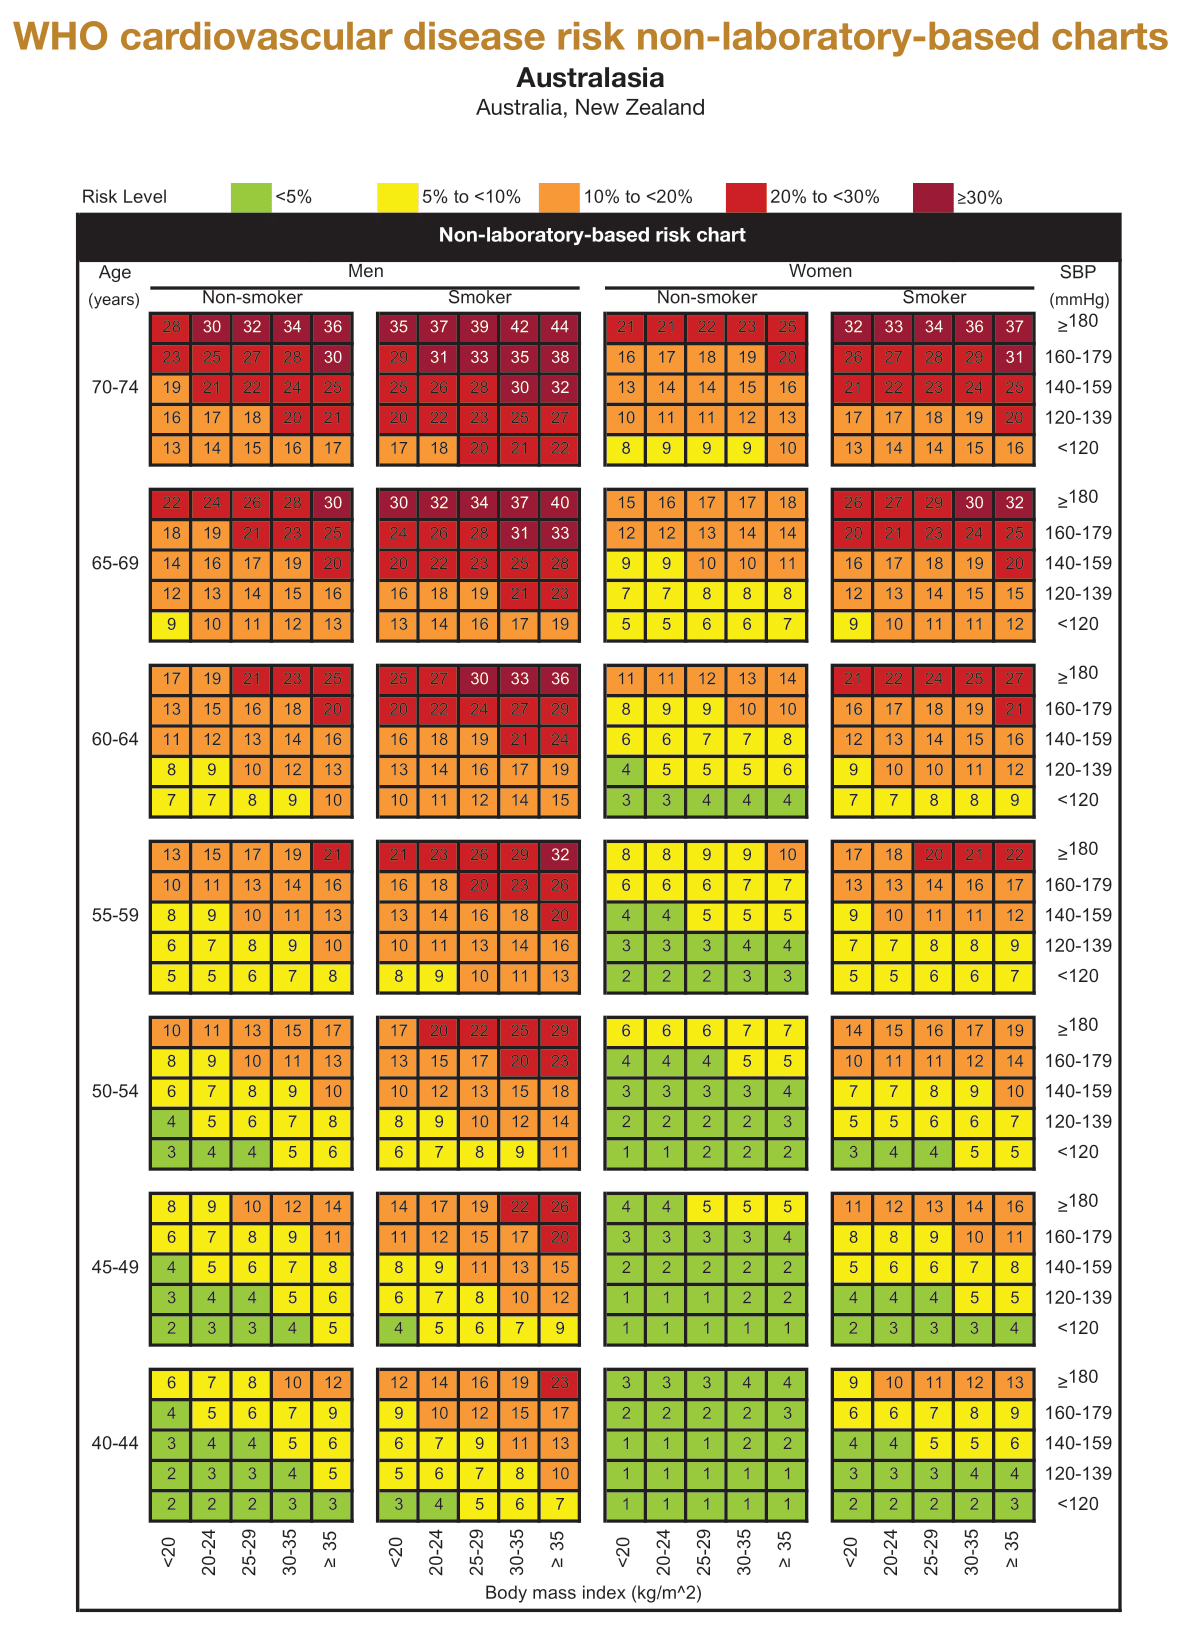 WHO cardiovascular disease risk non-laboratory-based charts
Australasia
Australia, New Zealand
Risk Level <5% 5% to <10% 10% to <20% 20% to <30% ≥30%
Non-laboratory-based risk chart
Age Men Women SBP
(years) Non-smoker Smoker Non-smoker Smoker (mmHg)
28 30 32 34 36 35 37 39 42 44 21 21 22 23 25 32 33 34 36 37 ≥180
23 25 27 28 30 29 31 33 35 38 16 17 18 19 20 26 27 28 29 31 160-179
70-74 19 21 22 24 25 25 26 28 30 32 13 14 14 15 16 21 22 23 24 25 140-159
16 17 18 20 21 20 22 23 25 27 10 11 11 12 13 17 17 18 19 20 120-139
13 14 15 16 17 17 18 20 21 22 8 9 9 9 10 13 14 14 15 16 <120
22 24 26 28 30 30 32 34 37 40 15 16 17 17 18 26 27 29 30 32 ≥180
18 19 21 23 25 24 26 28 31 33 12 12 13 14 14 20 21 23 24 25 160-179
65-69 14 16 17 19 20 20 22 23 25 28 9 9 10 10 11 16 17 18 19 20 140-159
12 13 14 15 16 16 18 19 21 23 7 7 8 8 8 12 13 14 15 15 120-139
9 10 11 12 13 13 14 16 17 19 5 5 6 6 7 9 10 11 11 12 <120
17 19 21 23 25 25 27 30 33 36 11 11 12 13 14 21 22 24 25 27 ≥180
13 15 16 18 20 20 22 24 27 29 8 9 9 10 10 16 17 18 19 21 160-179
60-64 11 12 13 14 16 16 18 19 21 24 6 6 7 7 8 12 13 14 15 16 140-159
8 9 10 12 13 13 14 16 17 19 4 5 5 5 6 9 10 10 11 12 120-139
7 7 8 9 10 10 11 12 14 15 3 3 4 4 4 7 7 8 8 9 <120
13 15 17 19 21 21 23 26 29 32 8 8 9 9 10 17 18 20 21 22 ≥180
10 11 13 14 16 16 18 20 23 26 6 6 6 7 7 13 13 14 16 17 160-179
55-59 8 9 10 11 13 13 14 16 18 20 4 4 5 5 5 9 10 11 11 12 140-159
6 7 8 9 10 10 11 13 14 16 3 3 3 4 4 7 7 8 8 9 120-139
5 5 6 7 8 8 9 10 11 13 2 2 2 3 3 5 5 6 6 7 <120
10 11 13 15 17 17 20 22 25 29 6 6 6 7 7 14 15 16 17 19 ≥180
8 9 10 11 13 13 15 17 20 23 4 4 4 5 5 10 11 11 12 14 160-179
50-54 6 7 8 9 10 10 12 13 15 18 3 3 3 3 4 7 7 8 9 10 140-159
4 5 6 7 8 8 9 10 12 14 2 2 2 2 3 5 5 6 6 7 120-139
3 4 4 5 6 6 7 8 9 11 1 1 2 2 2 3 4 4 5 5 <120
8 9 10 12 14 14 17 19 22 26 4 4 5 5 5 11 12 13 14 16 ≥180
6 7 8 9 11 11 12 15 17 20 3 3 3 3 4 8 8 9 10 11 160-179
45-49 4 5 6 7 8 8 9 11 13 15 2 2 2 2 2 5 6 6 7 8 140-159
3 4 4 5 6 6 7 8 10 12 1 1 1 2 2 4 4 4 5 5 120-139
2 3 3 4 5 4 5 6 7 9 1 1 1 1 1 2 3 3 3 4 <120
6 7 8 10 12 12 14 16 19 23 3 3 3 4 4 9 10 11 12 13 ≥180
4 5 6 7 9 9 10 12 15 17 2 2 2 2 3 6 6 7 8 9 160-179
40-44 3 4 4 5 6 6 7 9 11 13 1 1 1 2 2 4 4 5 5 6 140-159
2 3 3 4 5 5 6 7 8 10 1 1 1 1 1 3 3 3 4 4 120-139
2 2 2 3 3 3 4 5 6 7 1 1 1 1 1 2 2 2 2 3 <120
<20 20-24 25-29 30-35 ≥ 35 <20 20-24 25-29 30-35 ≥ 35 <20 20-24 25-29 30-35 ≥ 35 <20 20-24 25-29 30-35 ≥ 35
Body mass index (kg/m^2)